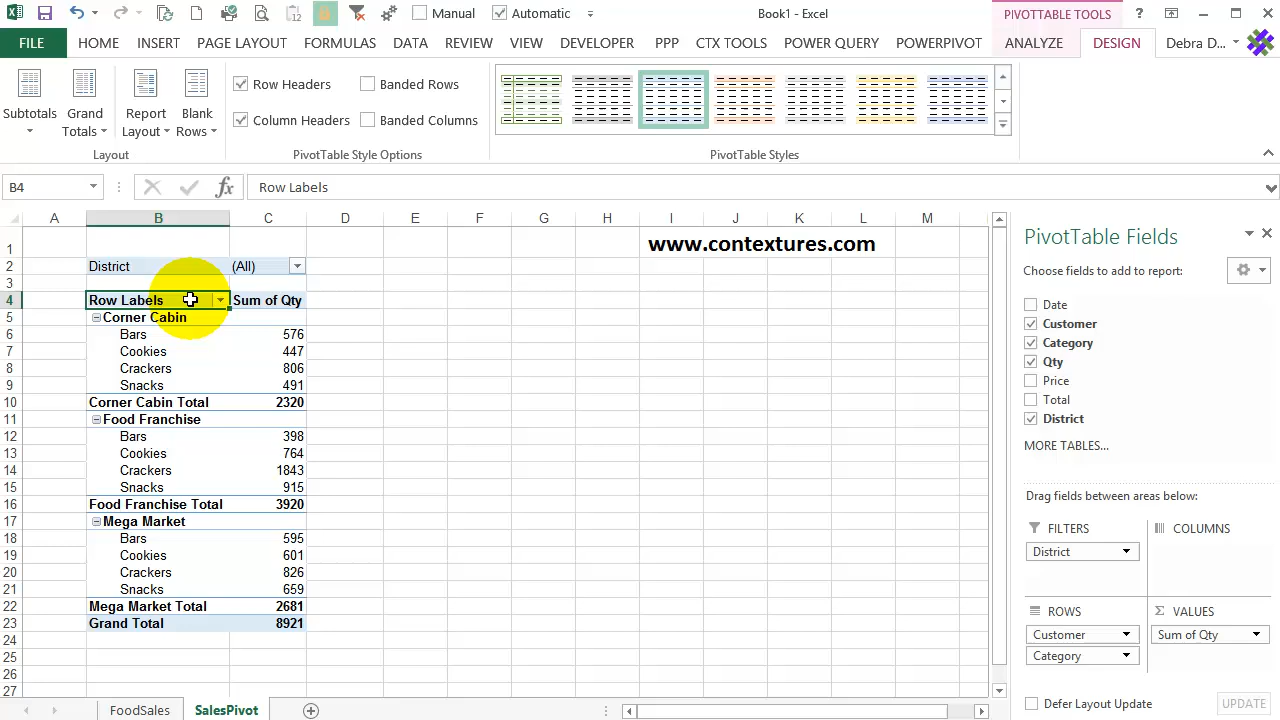 Manual
Automatic
Book1 - Excel
PIVOTTABLE TOOLS
?
FILE HOME INSERT PAGE LAYOUT FORMULAS DATA REVIEW VIEW DEVELOPER PPP CTX TOOLS POWER QUERY POWERPIVOT ANALYZE DESIGN Debra D...
Subtotals
Grand Totals
Report Layout
Blank Rows
Layout
Row Headers
Banded Rows
Column Headers
Banded Columns
PivotTable Style Options
PivotTable Styles
B4 fx Row Labels
A B C D E F G H I J K L M
1 www.contextures.com
2 District (All)
3
4 Row Labels Sum of Qty
5 Corner Cabin
6 Bars 576
7 Cookies 447
8 Crackers 806
9 Snacks 491
10 Corner Cabin Total 2320
11 Food Franchise
12 Bars 398
13 Cookies 764
14 Crackers 1843
15 Snacks 915
16 Food Franchise Total 3920
17 Mega Market
18 Bars 595
19 Cookies 601
20 Crackers 826
21 Snacks 659
22 Mega Market Total 2681
23 Grand Total 8921
24
25
26
27
FoodSales SalesPivot
PivotTable Fields
Choose fields to add to report:
Date
Customer
Category
Qty
Price
Total
District
MORE TABLES...
Drag fields between areas below:
FILTERS
District
COLUMNS
ROWS
Customer
Category
Σ VALUES
Sum of Qty
Defer Layout Update UPDATE